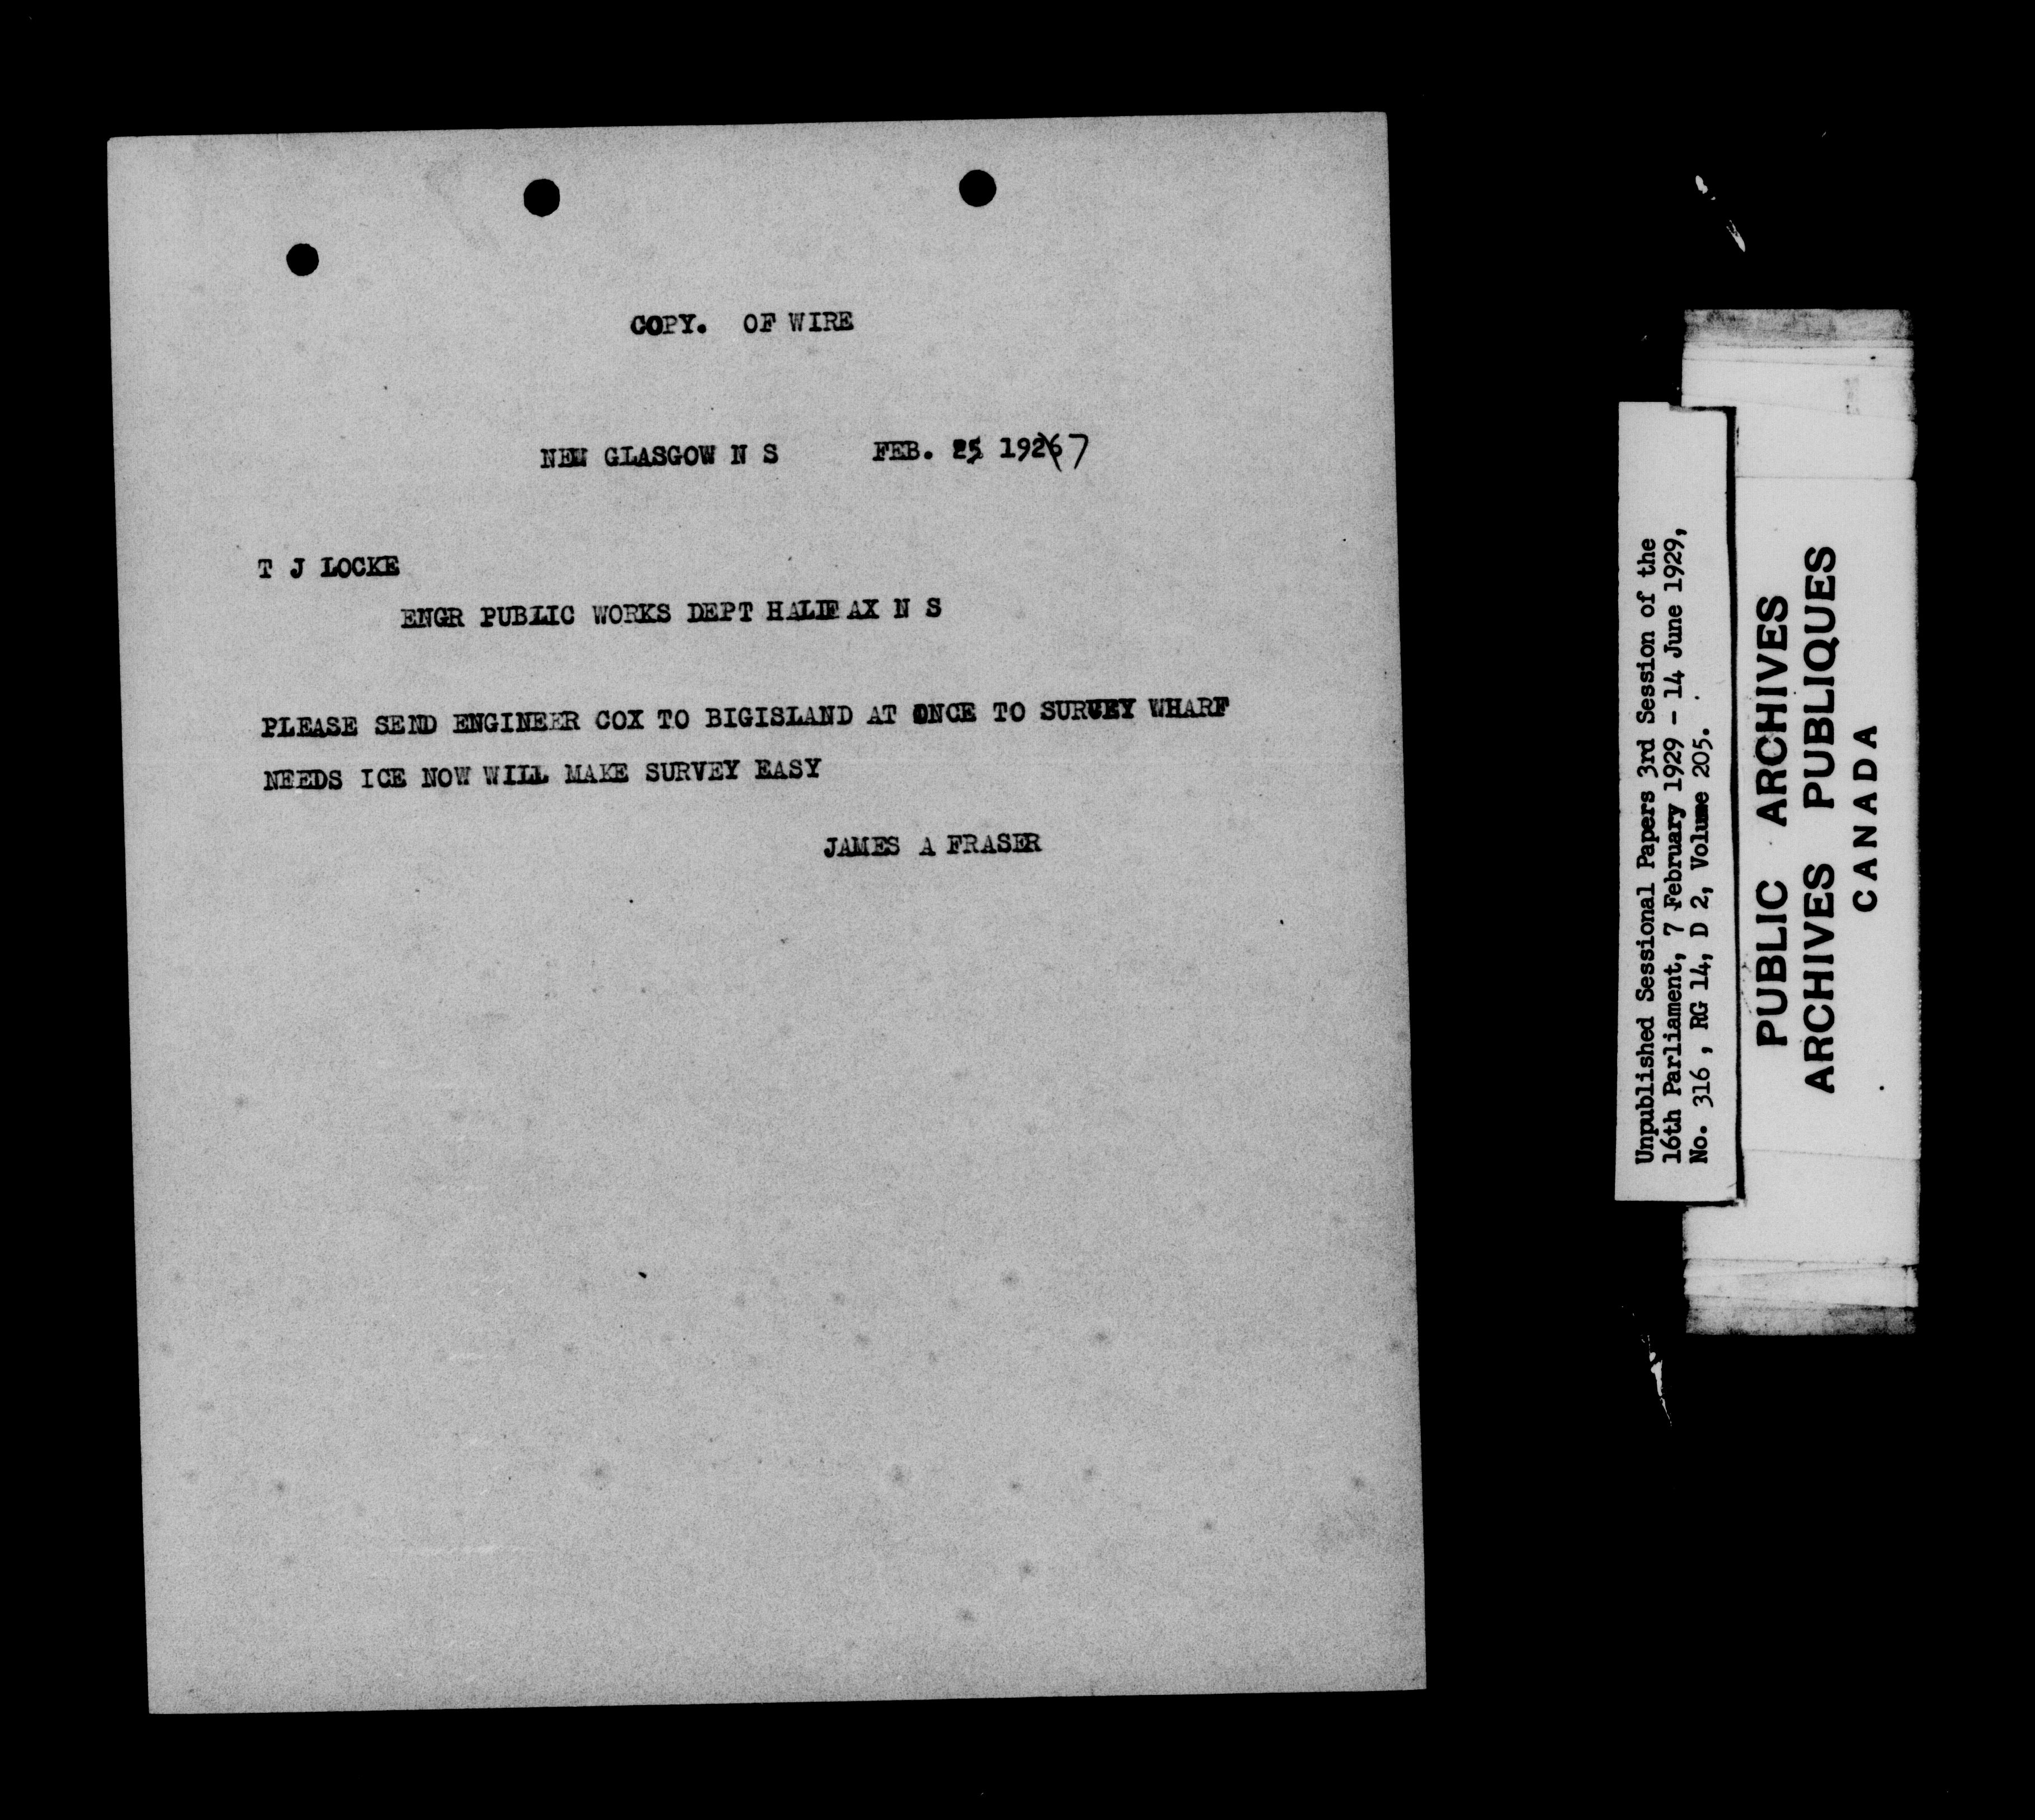 COPY. OF WIRE
NEW GLASGOW N S FEB. 25 1927
T J LOCKE
ENGR PUBLIC WORKS DEPT HALIFAX N S
PLEASE SEND ENGINEER COX TO BIGISLAND AT ONCE TO SURVEY WHARF
NEEDS ICE NOW WILL MAKE SURVEY EASY
JAMES A FRASER
Unpublished Sessional Papers 3rd Session of the
16th Parliament, 7 February 1929 - 14 June 1929,
No. 316 , RG 14, D 2, Volume 205.
PUBLIC ARCHIVES
ARCHIVES PUBLIQUES
CANADA